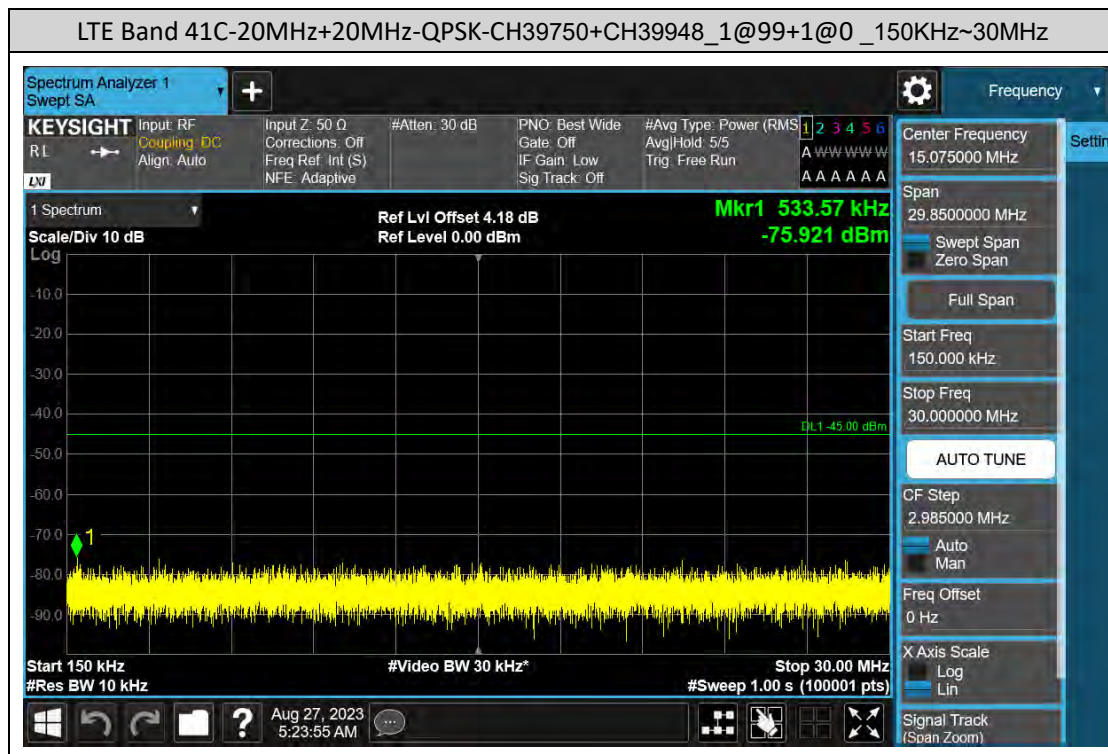 LTE Band 41C-20MHz+20MHz-QPSK-CH39750+CH39948_1@99+1@0 _150KHz~30MHz
Spectrum Analyzer 1
Swept SA
Frequency
KEYSIGHT
RL
LXI
Input: RF
Coupling: DC
Align: Auto
Input Z: 50 Ω
Corrections: Off
Freq Ref: Int (S)
NFE: Adaptive
#Atten: 30 dB
PNO: Best Wide
Gate: Off
IF Gain: Low
Sig Track: Off
#Avg Type: Power (RMS
Avg|Hold: 5/5
Trig: Free Run
1 2 3 4 5 6
A W W W W W
A A A A A A
1 Spectrum
Scale/Div 10 dB
Ref Lvl Offset 4.18 dB
Ref Level 0.00 dBm
Mkr1 533.57 kHz
-75.921 dBm
Log
-10.0
-20.0
-30.0
-40.0
DL1 -45.00 dBm
-50.0
-60.0
-70.0
1
-80.0
-90.0
Start 150 kHz
#Res BW 10 kHz
#Video BW 30 kHz*
Stop 30.00 MHz
#Sweep 1.00 s (100001 pts)
Center Frequency
15.075000 MHz
Settin
Span
29.8500000 MHz
Swept Span
Zero Span
Full Span
Start Freq
150.000 kHz
Stop Freq
30.000000 MHz
AUTO TUNE
CF Step
2.985000 MHz
Auto
Man
Freq Offset
0 Hz
X Axis Scale
Log
Lin
Signal Track
(Span Zoom)
?
Aug 27, 2023
5:23:55 AM